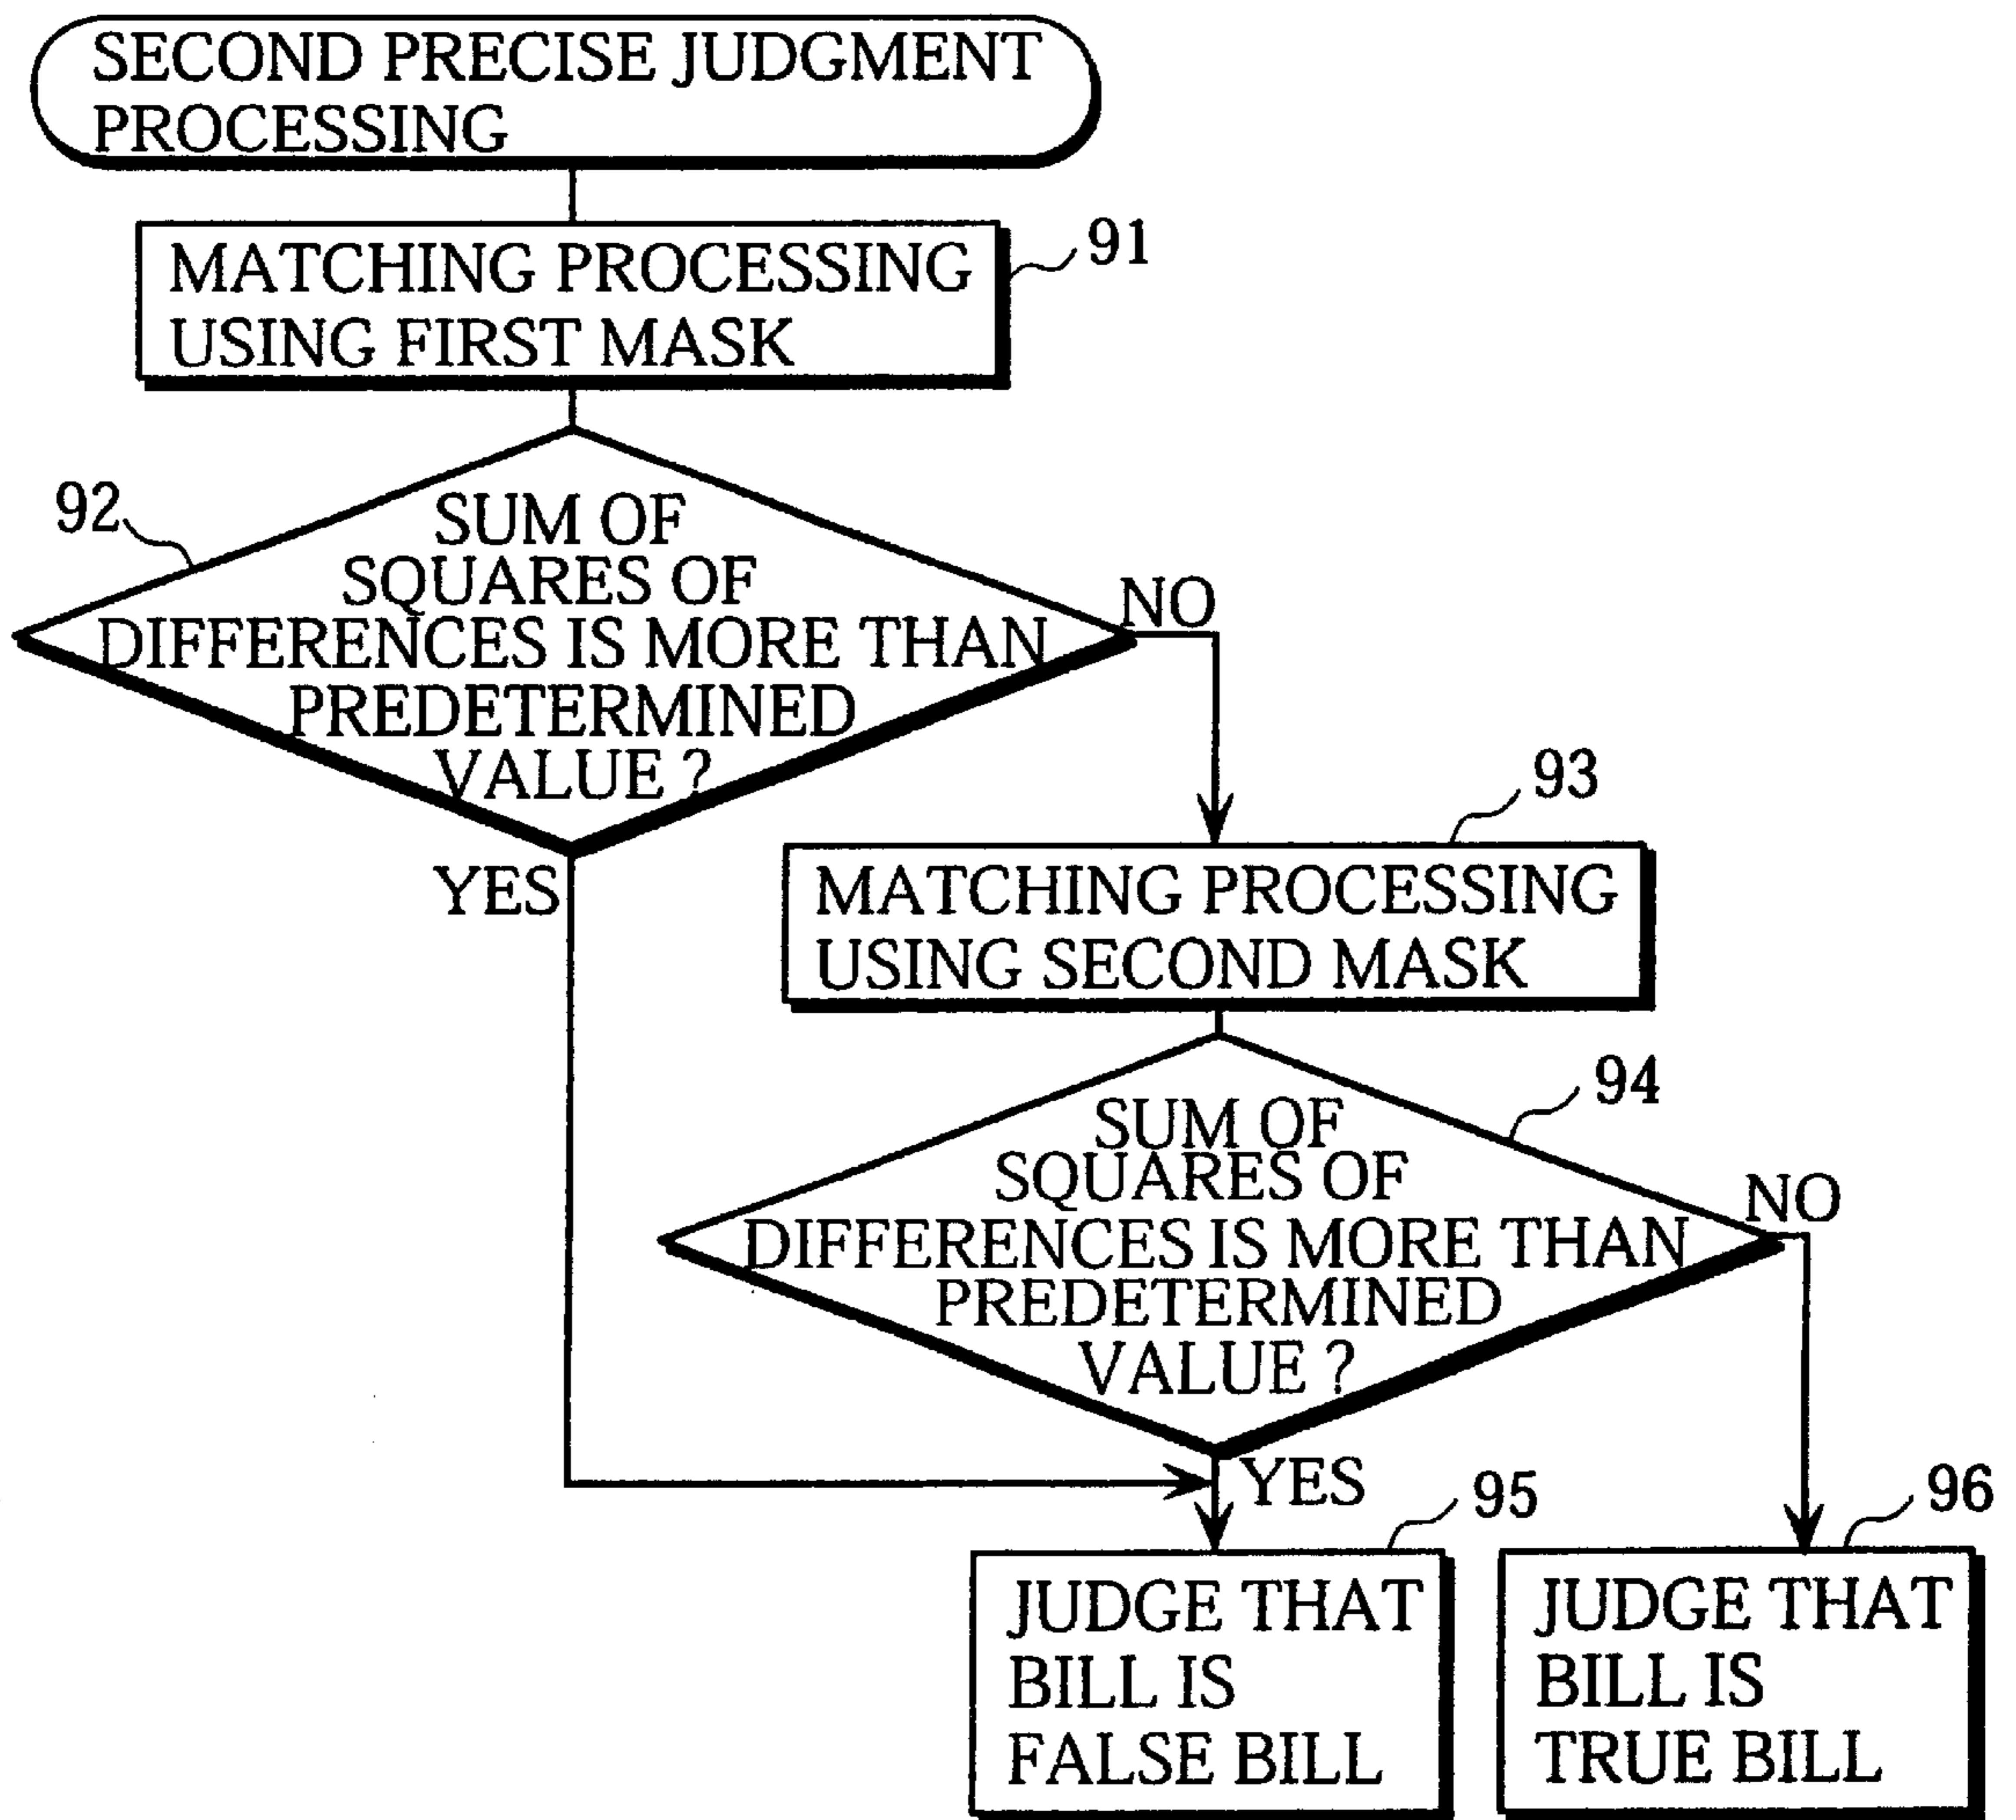 SECOND PRECISE JUDGMENT
PROCESSING
91
MATCHING PROCESSING
USING FIRST MASK
92
SUM OF
SQUARES OF
DIFFERENCES IS MORE THAN
PREDETERMINED
VALUE ?
NO
YES
93
MATCHING PROCESSING
USING SECOND MASK
94
SUM OF
SQUARES OF
DIFFERENCES IS MORE THAN
PREDETERMINED
VALUE ?
NO
YES
95
JUDGE THAT
BILL IS
FALSE BILL
96
JUDGE THAT
BILL IS
TRUE BILL